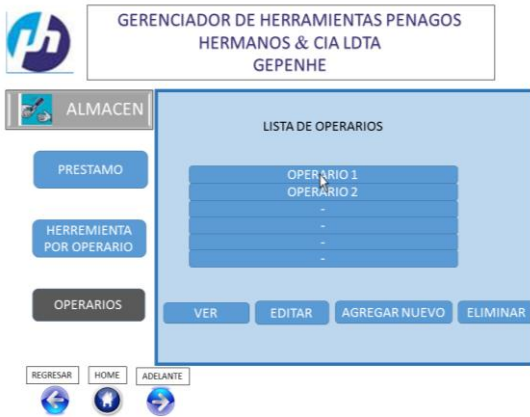 GERENCIADOR DE HERRAMIENTAS PENAGOS
HERMANOS & CIA LDTA
GEPENHE
ALMACEN
LISTA DE OPERARIOS
PRESTAMO
HERREMIENTA
POR OPERARIO
OPERARIOS
OPERARIO 1
OPERARIO 2
-
-
-
-
VER
EDITAR
AGREGAR NUEVO
ELIMINAR
REGRESAR
HOME
ADELANTE